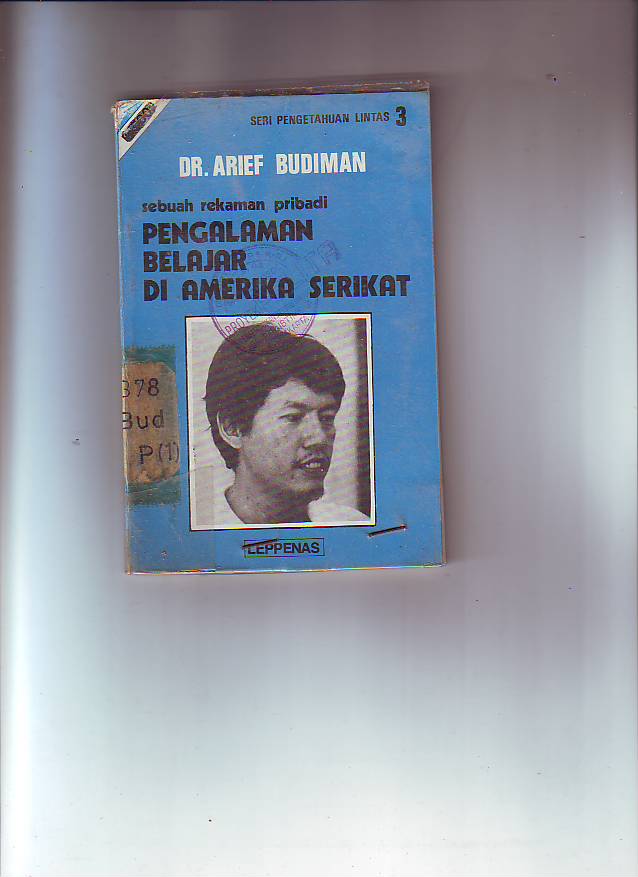 SERI PENGETAHUAN LINTAS 3
DR. ARIEF BUDIMAN
sebuah rekaman pribadi
PENGALAMAN
BELAJAR
DI AMERIKA SERIKAT
PROYEK
378
Bud
P(1)
LEPPENAS